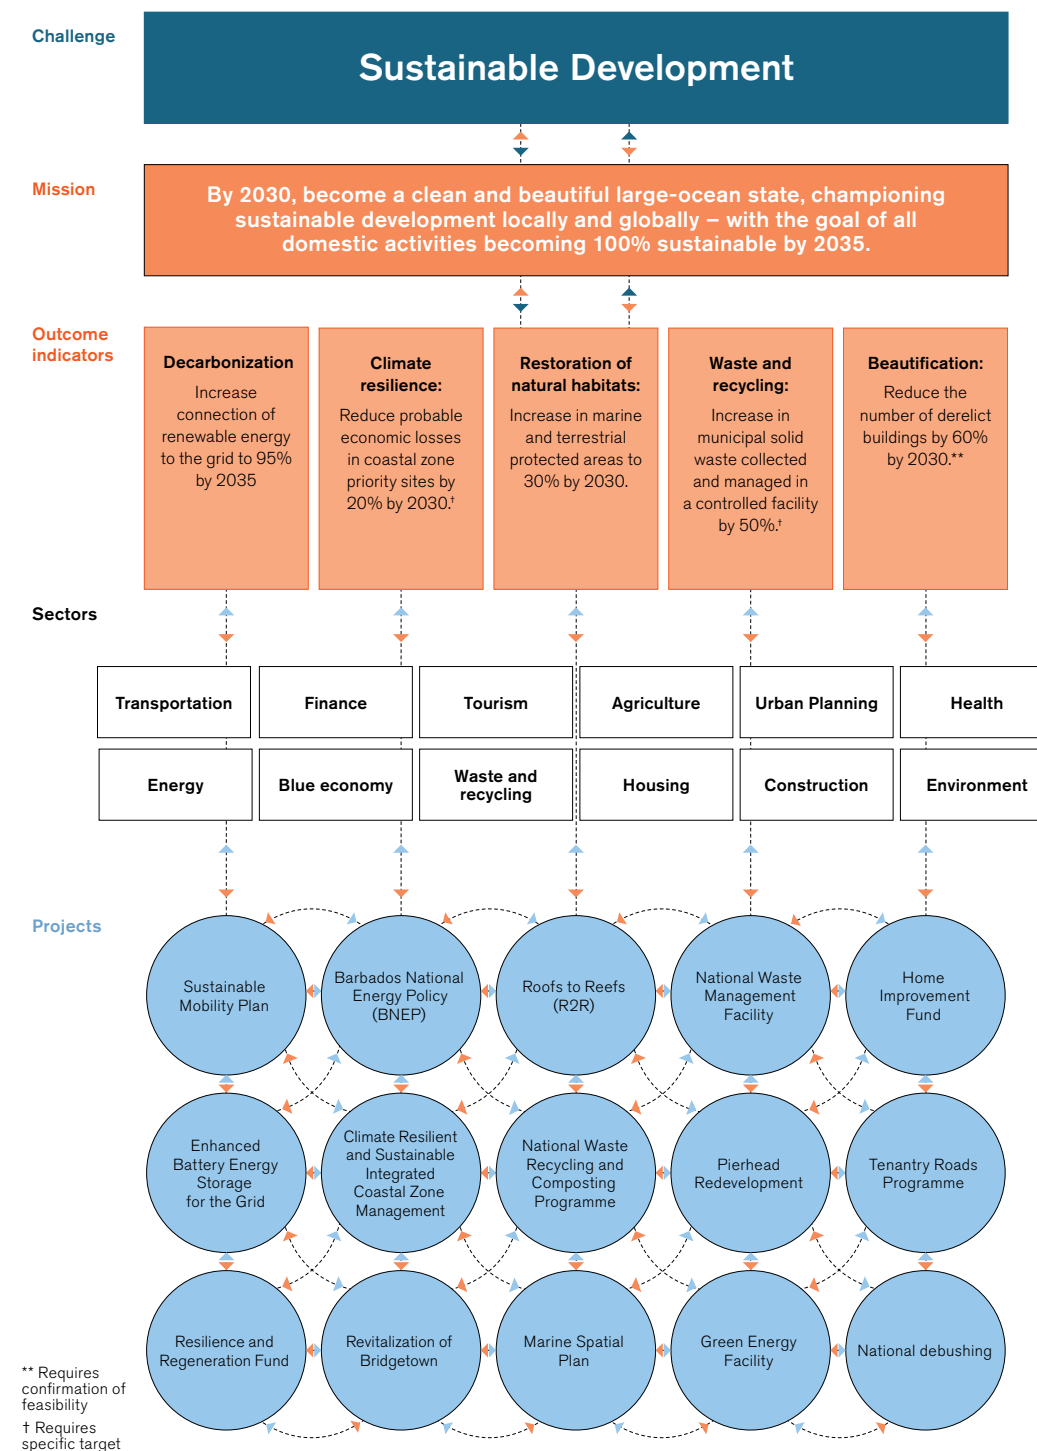 Challenge
Sustainable Development
Mission
By 2030, become a clean and beautiful large-ocean state, championing
sustainable development locally and globally – with the goal of all
domestic activities becoming 100% sustainable by 2035.
Outcome
indicators
Decarbonization
Increase
connection of
renewable energy
to the grid to 95%
by 2035
Climate
resilience:
Reduce probable
economic losses
in coastal zone
priority sites by
20% by 2030.†
Restoration of
natural habitats:
Increase in marine
and terrestrial
protected areas to
30% by 2030.
Waste and
recycling:
Increase in
municipal solid
waste collected
and managed in
a controlled facility
by 50%.†
Beautification:
Reduce the
number of derelict
buildings by 60%
by 2030.**
Sectors
Transportation
Finance
Tourism
Agriculture
Urban Planning
Health
Energy
Blue economy
Waste and
recycling
Housing
Construction
Environment
Projects
Sustainable
Mobility Plan
Barbados National
Energy Policy
(BNEP)
Roofs to Reefs
(R2R)
National Waste
Management
Facility
Home
Improvement
Fund
Enhanced
Battery Energy
Storage
for the Grid
Climate Resilient
and Sustainable
Integrated
Coastal Zone
Management
National Waste
Recycling and
Composting
Programme
Pierhead
Redevelopment
Tenantry Roads
Programme
Resilience and
Regeneration Fund
Revitalization of
Bridgetown
Marine Spatial
Plan
Green Energy
Facility
National debushing
** Requires
confirmation of
feasibility
† Requires
specific target